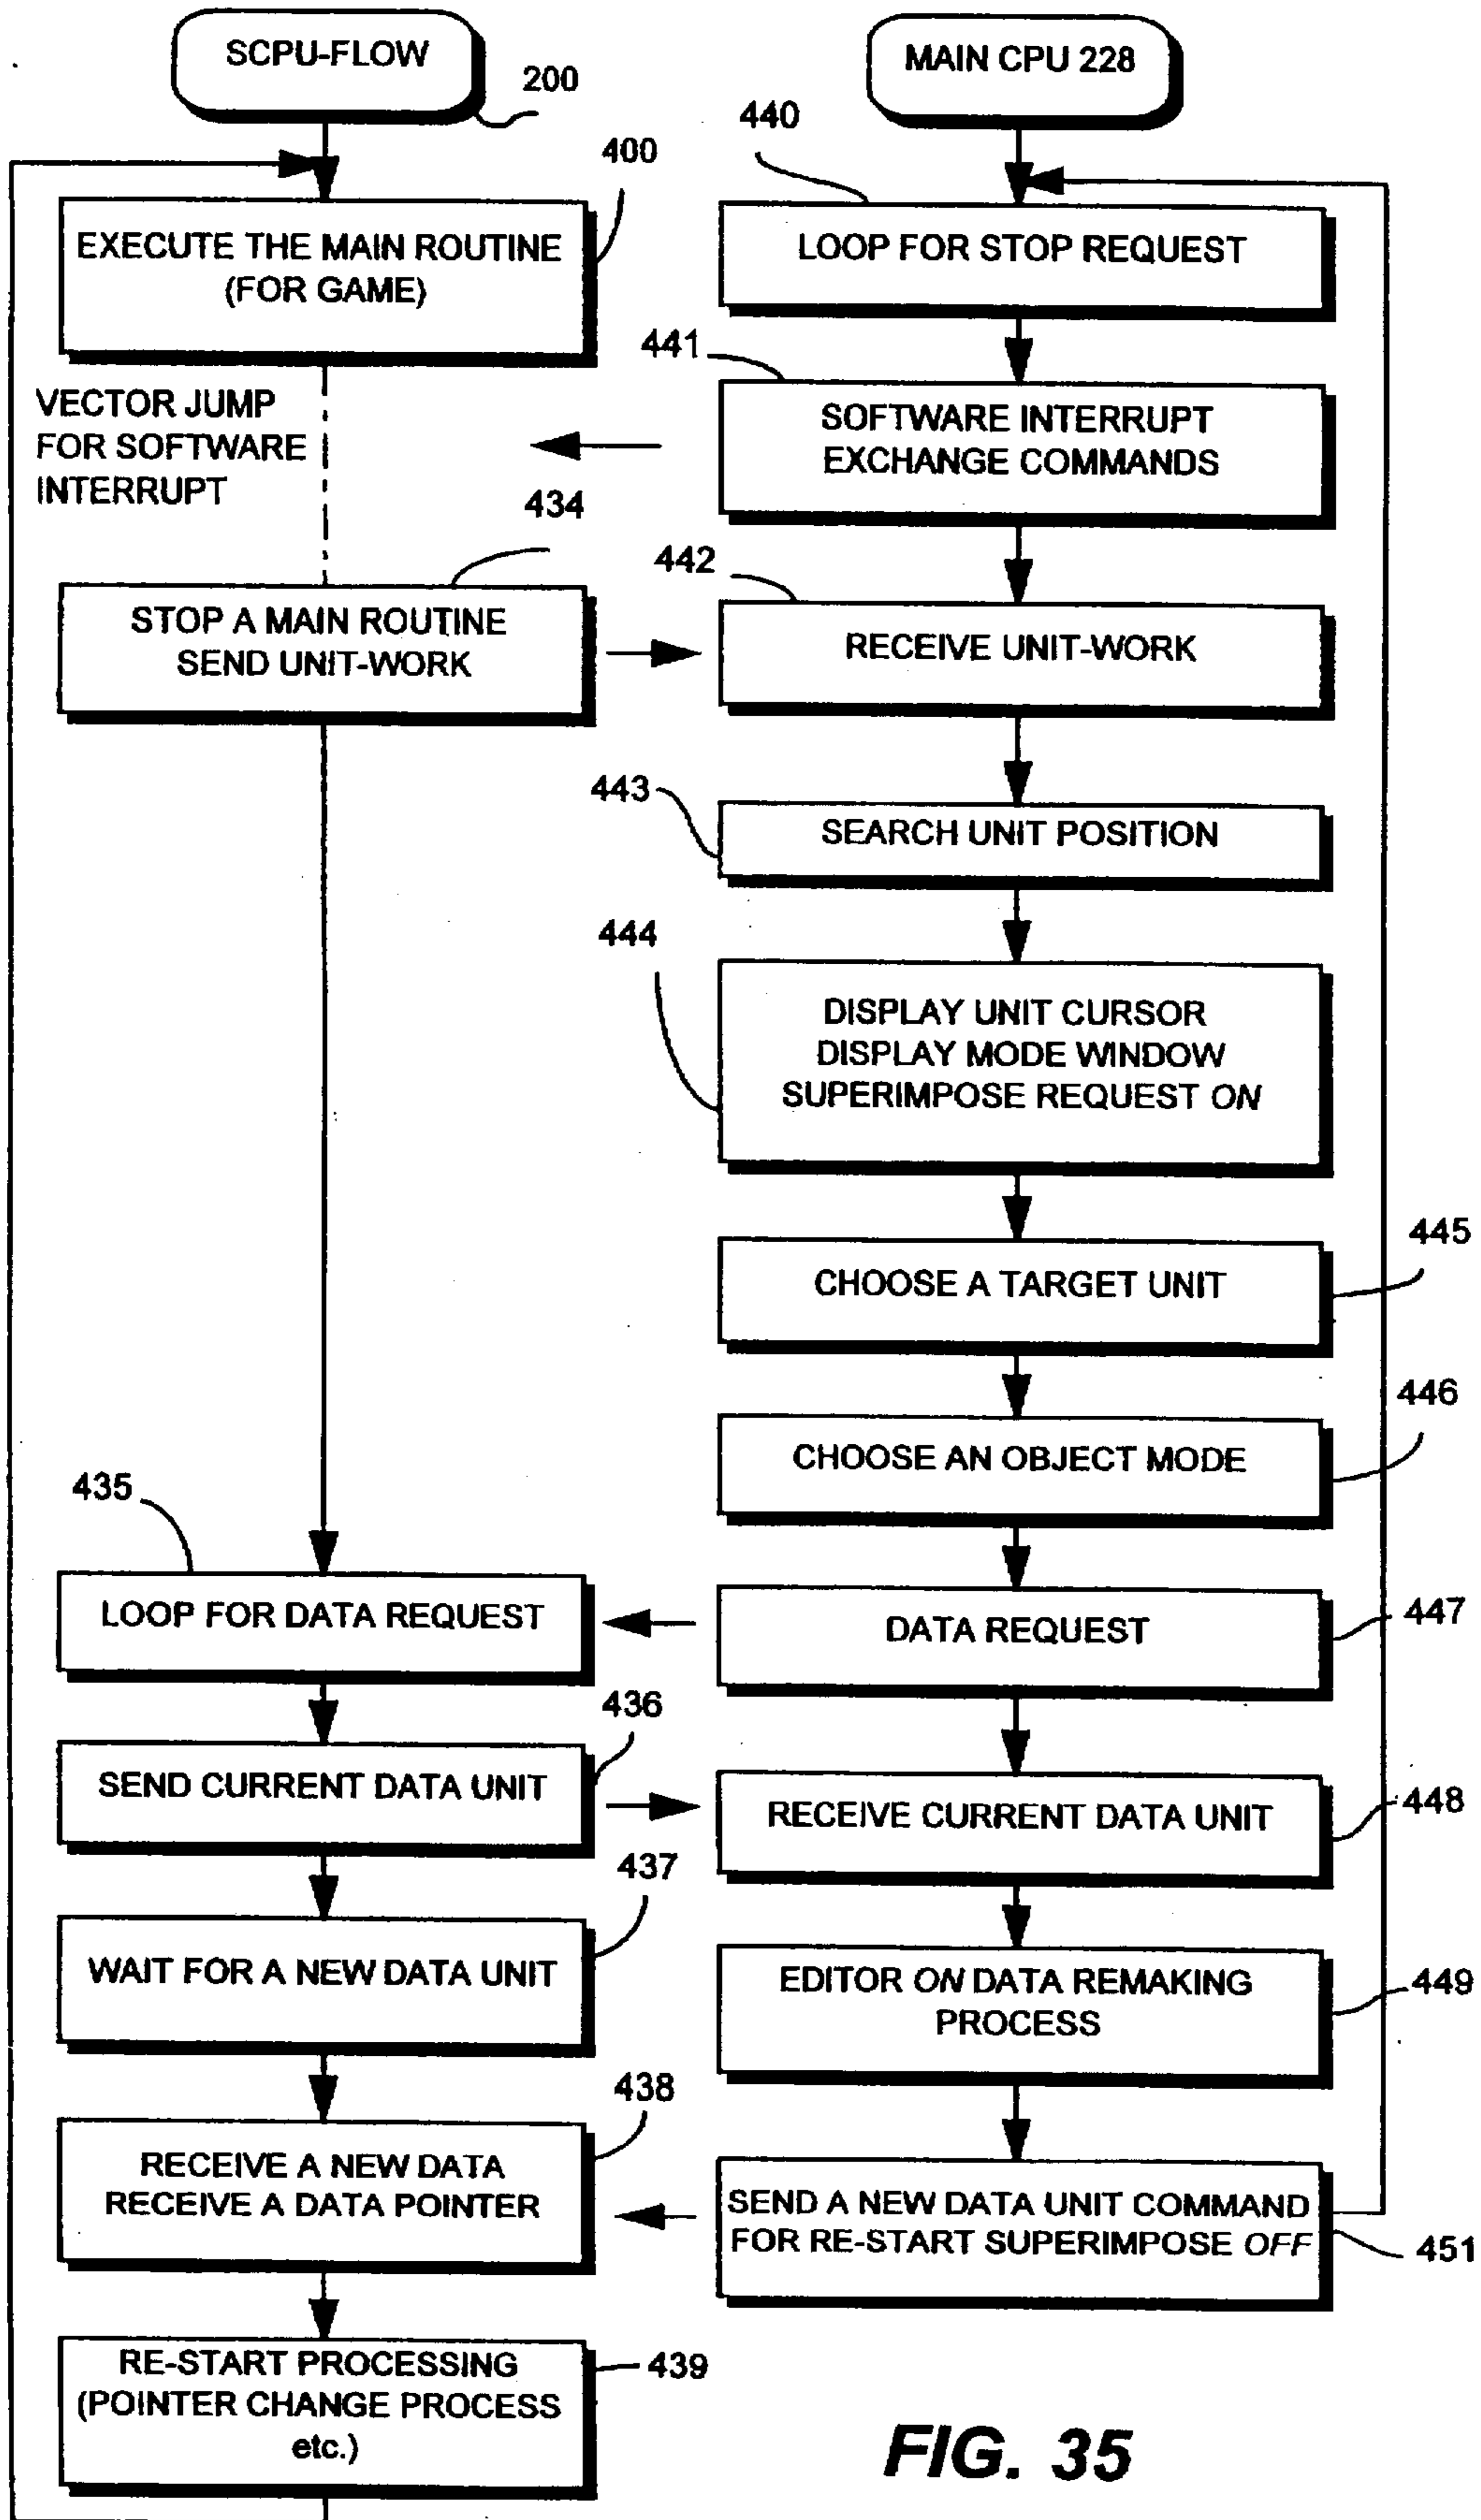 SCPU-FLOW
200
400
EXECUTE THE MAIN ROUTINE
(FOR GAME)
VECTOR JUMP
FOR SOFTWARE
INTERRUPT
434
STOP A MAIN ROUTINE
SEND UNIT-WORK
435
LOOP FOR DATA REQUEST
436
SEND CURRENT DATA UNIT
437
WAIT FOR A NEW DATA UNIT
438
RECEIVE A NEW DATA
RECEIVE A DATA POINTER
RE-START PROCESSING
(POINTER CHANGE PROCESS
etc.)
439
MAIN CPU 228
440
LOOP FOR STOP REQUEST
441
SOFTWARE INTERRUPT
EXCHANGE COMMANDS
442
RECEIVE UNIT-WORK
443
SEARCH UNIT POSITION
444
DISPLAY UNIT CURSOR
DISPLAY MODE WINDOW
SUPERIMPOSE REQUEST ON
445
CHOOSE A TARGET UNIT
446
CHOOSE AN OBJECT MODE
447
DATA REQUEST
448
RECEIVE CURRENT DATA UNIT
449
EDITOR ON DATA REMAKING
PROCESS
SEND A NEW DATA UNIT COMMAND
FOR RE-START SUPERIMPOSE OFF
451
FIG. 35